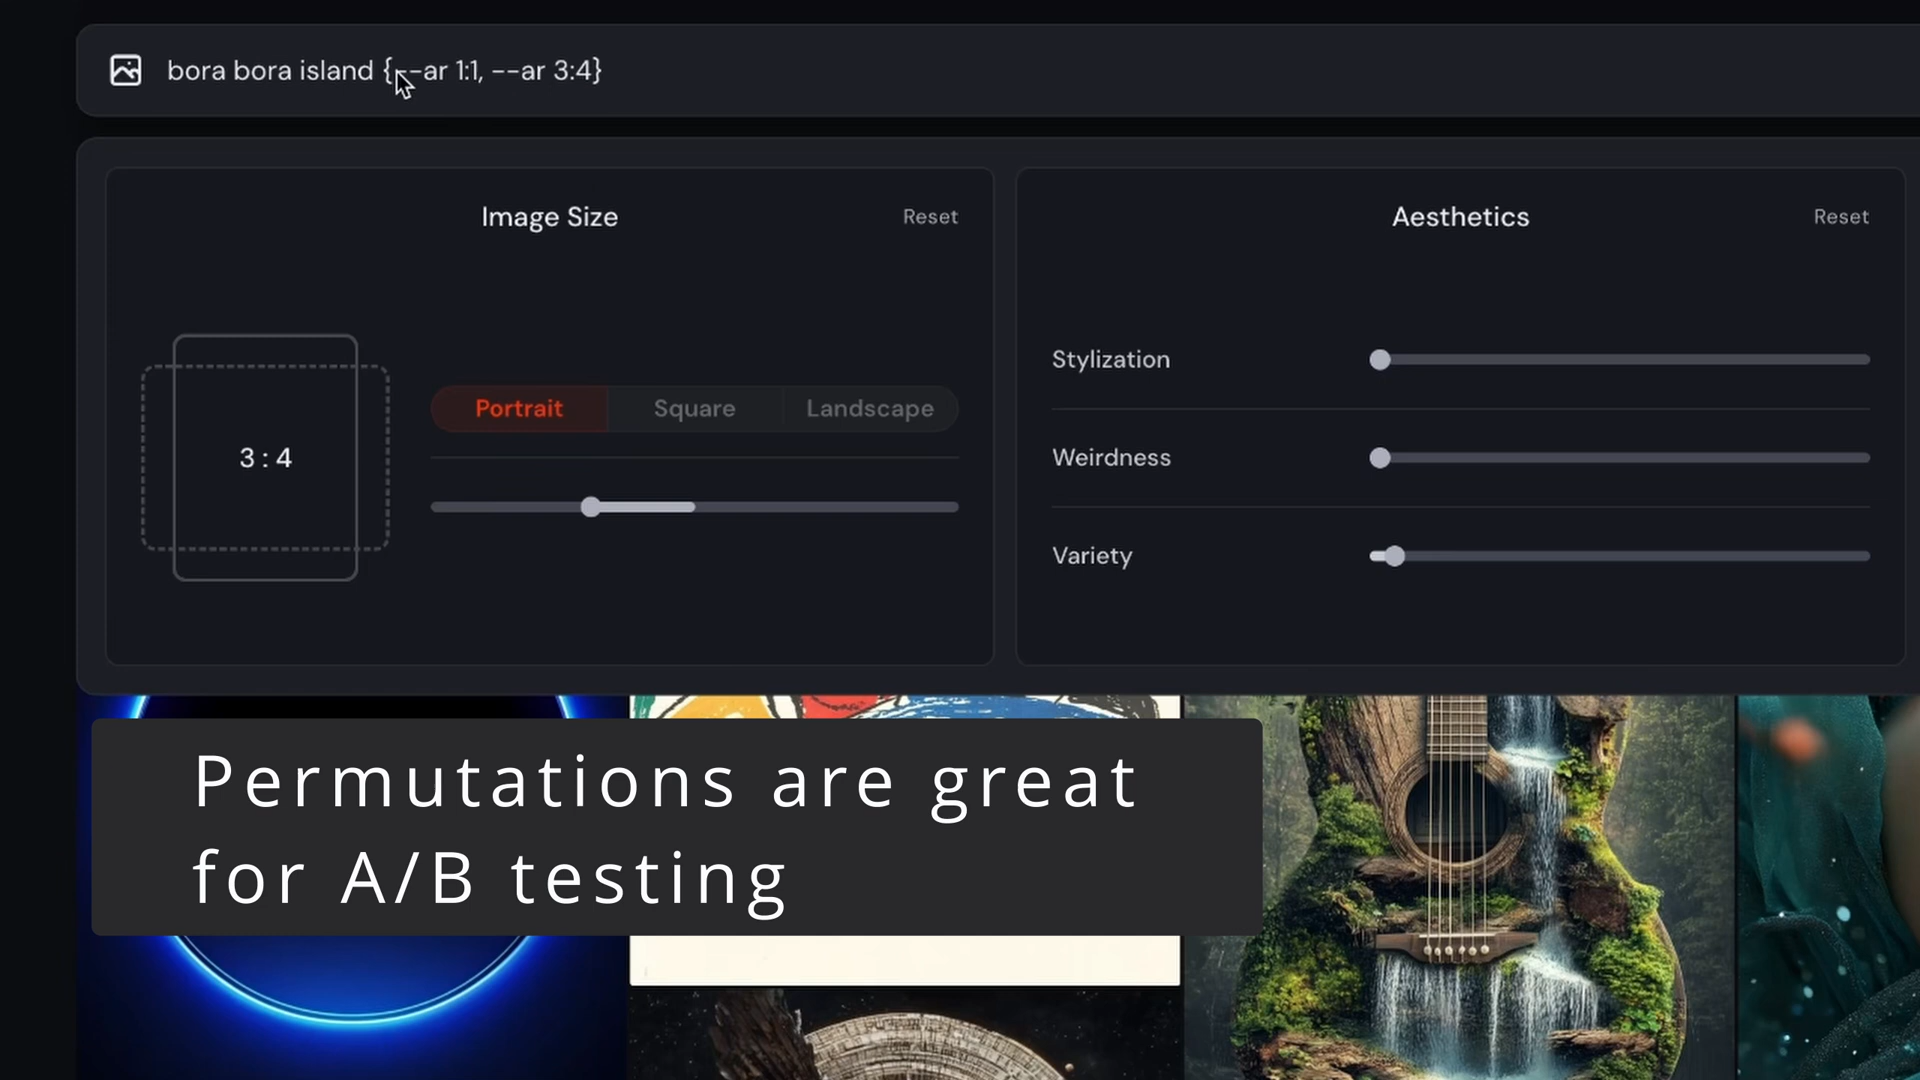 bora bora island {--ar 1:1, --ar 3:4}
Image Size
Reset
3 : 4
Portrait
Square
Landscape
Aesthetics
Reset
Stylization
Weirdness
Variety
Permutations are great
for A/B testing